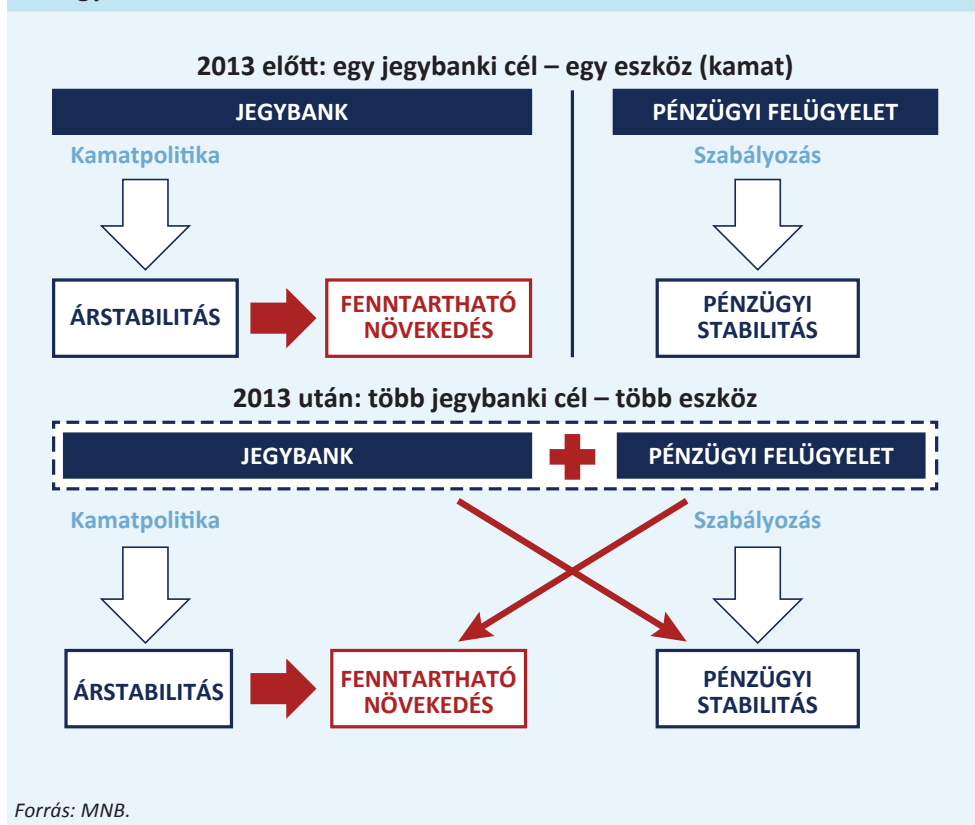 2013 előtt: egy jegybanki cél – egy eszköz (kamat)
JEGYBANK
PÉNZÜGYI FELÜGYELET
Kamatpolitika
Szabályozás
ÁRSTABILITÁS
FENNTARTHATÓ
NÖVEKEDÉS
PÉNZÜGYI
STABILITÁS
2013 után: több jegybanki cél – több eszköz
JEGYBANK
PÉNZÜGYI FELÜGYELET
Kamatpolitika
Szabályozás
ÁRSTABILITÁS
FENNTARTHATÓ
NÖVEKEDÉS
PÉNZÜGYI
STABILITÁS
Forrás: MNB.